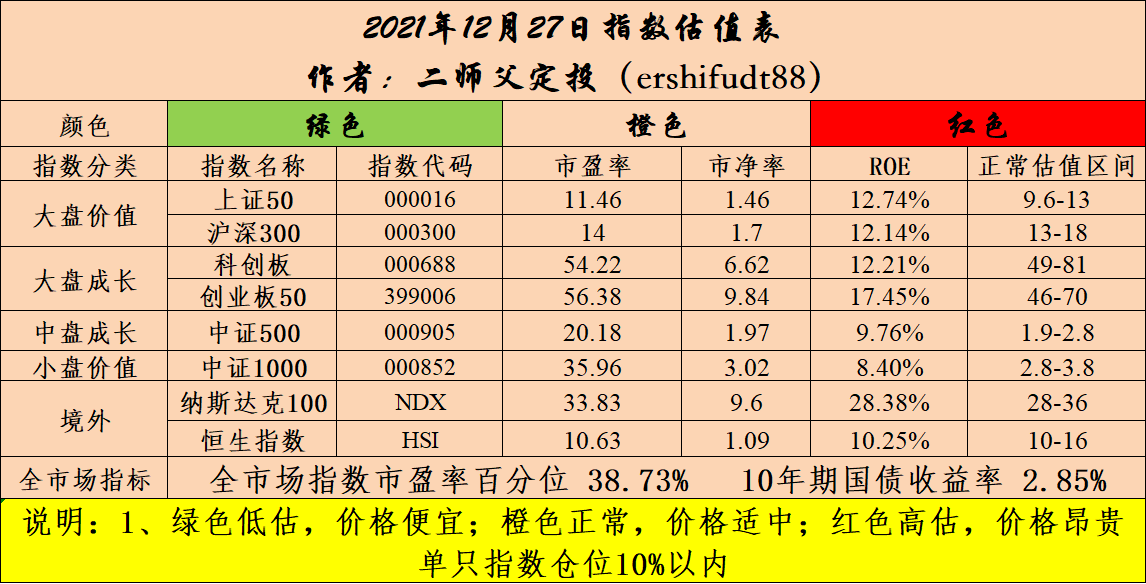 2021年12月27日指数估值表
作者：二师父定投（ershifudt88）
颜色 绿色 橙色 红色
指数分类 指数名称 指数代码 市盈率 市净率 ROE 正常估值区间
大盘价值 上证50 000016 11.46 1.46 12.74% 9.6-13
沪深300 000300 14 1.7 12.14% 13-18
大盘成长 科创板 000688 54.22 6.62 12.21% 49-81
创业板50 399006 56.38 9.84 17.45% 46-70
中盘成长 中证500 000905 20.18 1.97 9.76% 1.9-2.8
小盘价值 中证1000 000852 35.96 3.02 8.40% 2.8-3.8
境外 纳斯达克100 NDX 33.83 9.6 28.38% 28-36
恒生指数 HSI 10.63 1.09 10.25% 10-16
全市场指标 全市场指数市盈率百分位 38.73% 10年期国债收益率 2.85%
说明：1、绿色低估，价格便宜；橙色正常，价格适中；红色高估，价格昂贵
单只指数仓位10%以内